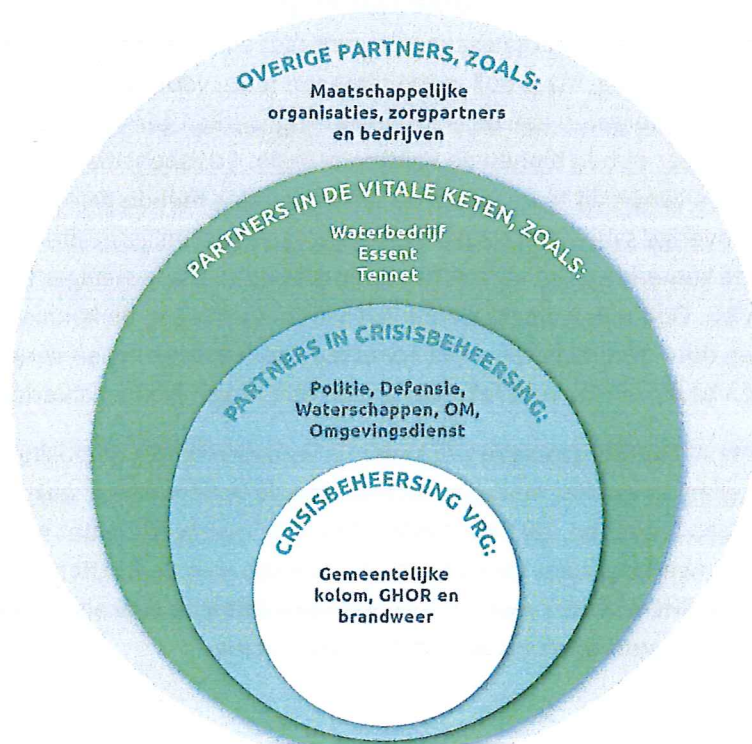 OVERIGE PARTNERS, ZOALS:
Maatschappelijke
organisaties, zorgpartners
en bedrijven
PARTNERS IN DE VITALE KETEN, ZOALS:
Waterbedrijf
Essent
Tennet
PARTNERS IN CRISISBEHEERSING:
Politie, Defensie,
Waterschappen, OM,
Omgevingsdienst
CRISISBEHEERSING VRG:
Gemeentelijke
kolom, GHOR en
brandweer